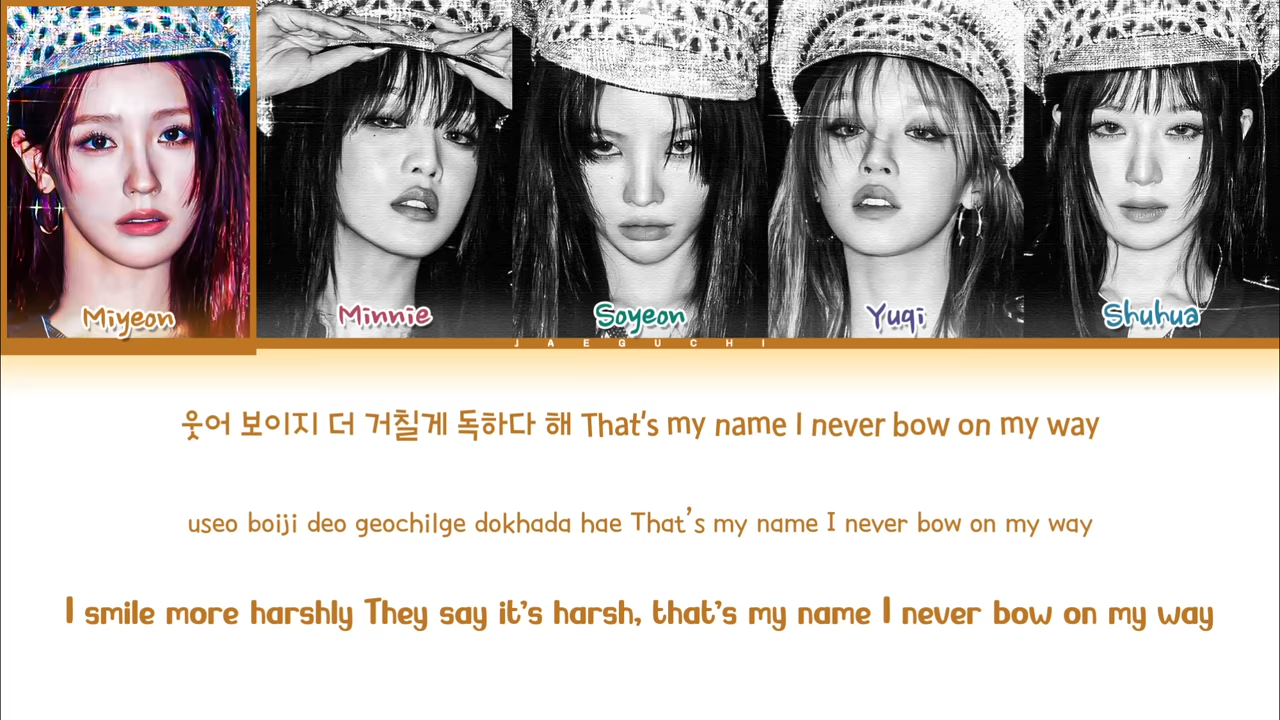 Miyeon
Minnie
Soyeon
Yuqi
Shuhua
JAEGUCHI
웃어 보이지 더 거칠게 독하다 해 That's my name I never bow on my way
useo boiji deo geochilge dokhada hae That's my name I never bow on my way
I smile more harshly They say it's harsh, that's my name I never bow on my way